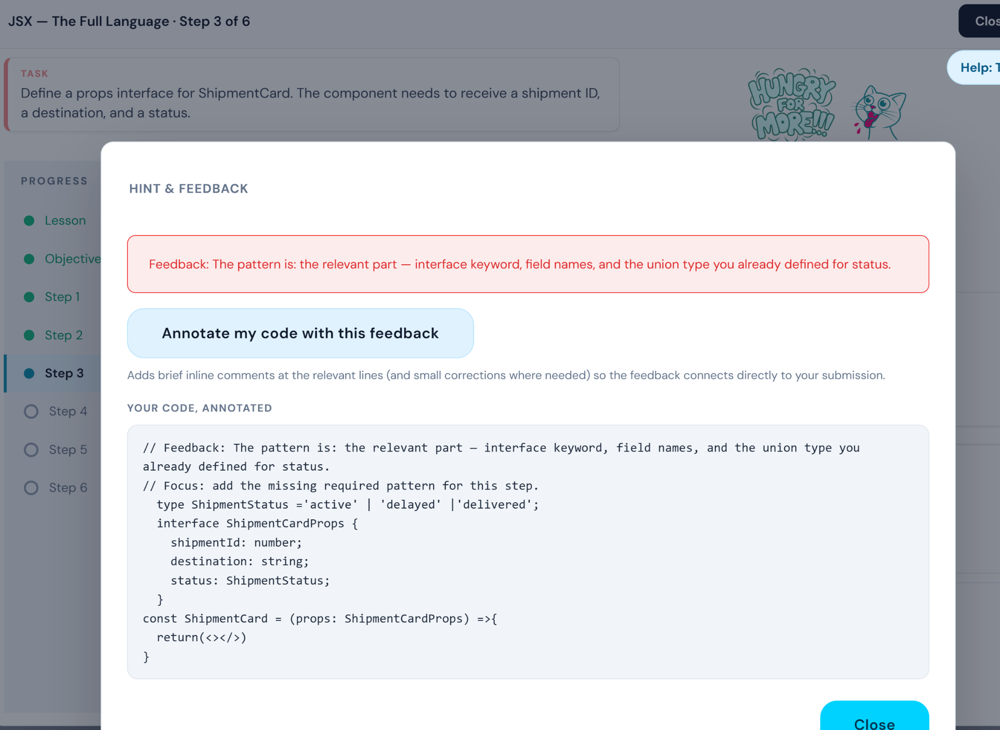 JSX — The Full Language · Step 3 of 6
Clos
Help: T
TASK
Define a props interface for ShipmentCard. The component needs to receive a shipment ID,
a destination, and a status.
HUNGRY
FOR
MORE!!!
PROGRESS
Lesson
Objective
Step 1
Step 2
Step 3
Step 4
Step 5
Step 6
HINT & FEEDBACK
Feedback: The pattern is: the relevant part — interface keyword, field names, and the union type you already defined for status.
Annotate my code with this feedback
Adds brief inline comments at the relevant lines (and small corrections where needed) so the feedback connects directly to your submission.
YOUR CODE, ANNOTATED
// Feedback: The pattern is: the relevant part — interface keyword, field names, and the union type you
already defined for status.
// Focus: add the missing required pattern for this step.
  type ShipmentStatus ='active' | 'delayed' |'delivered';
  interface ShipmentCardProps {
    shipmentId: number;
    destination: string;
    status: ShipmentStatus;
  }
const ShipmentCard = (props: ShipmentCardProps) =>{
  return(<></>)
}
Close